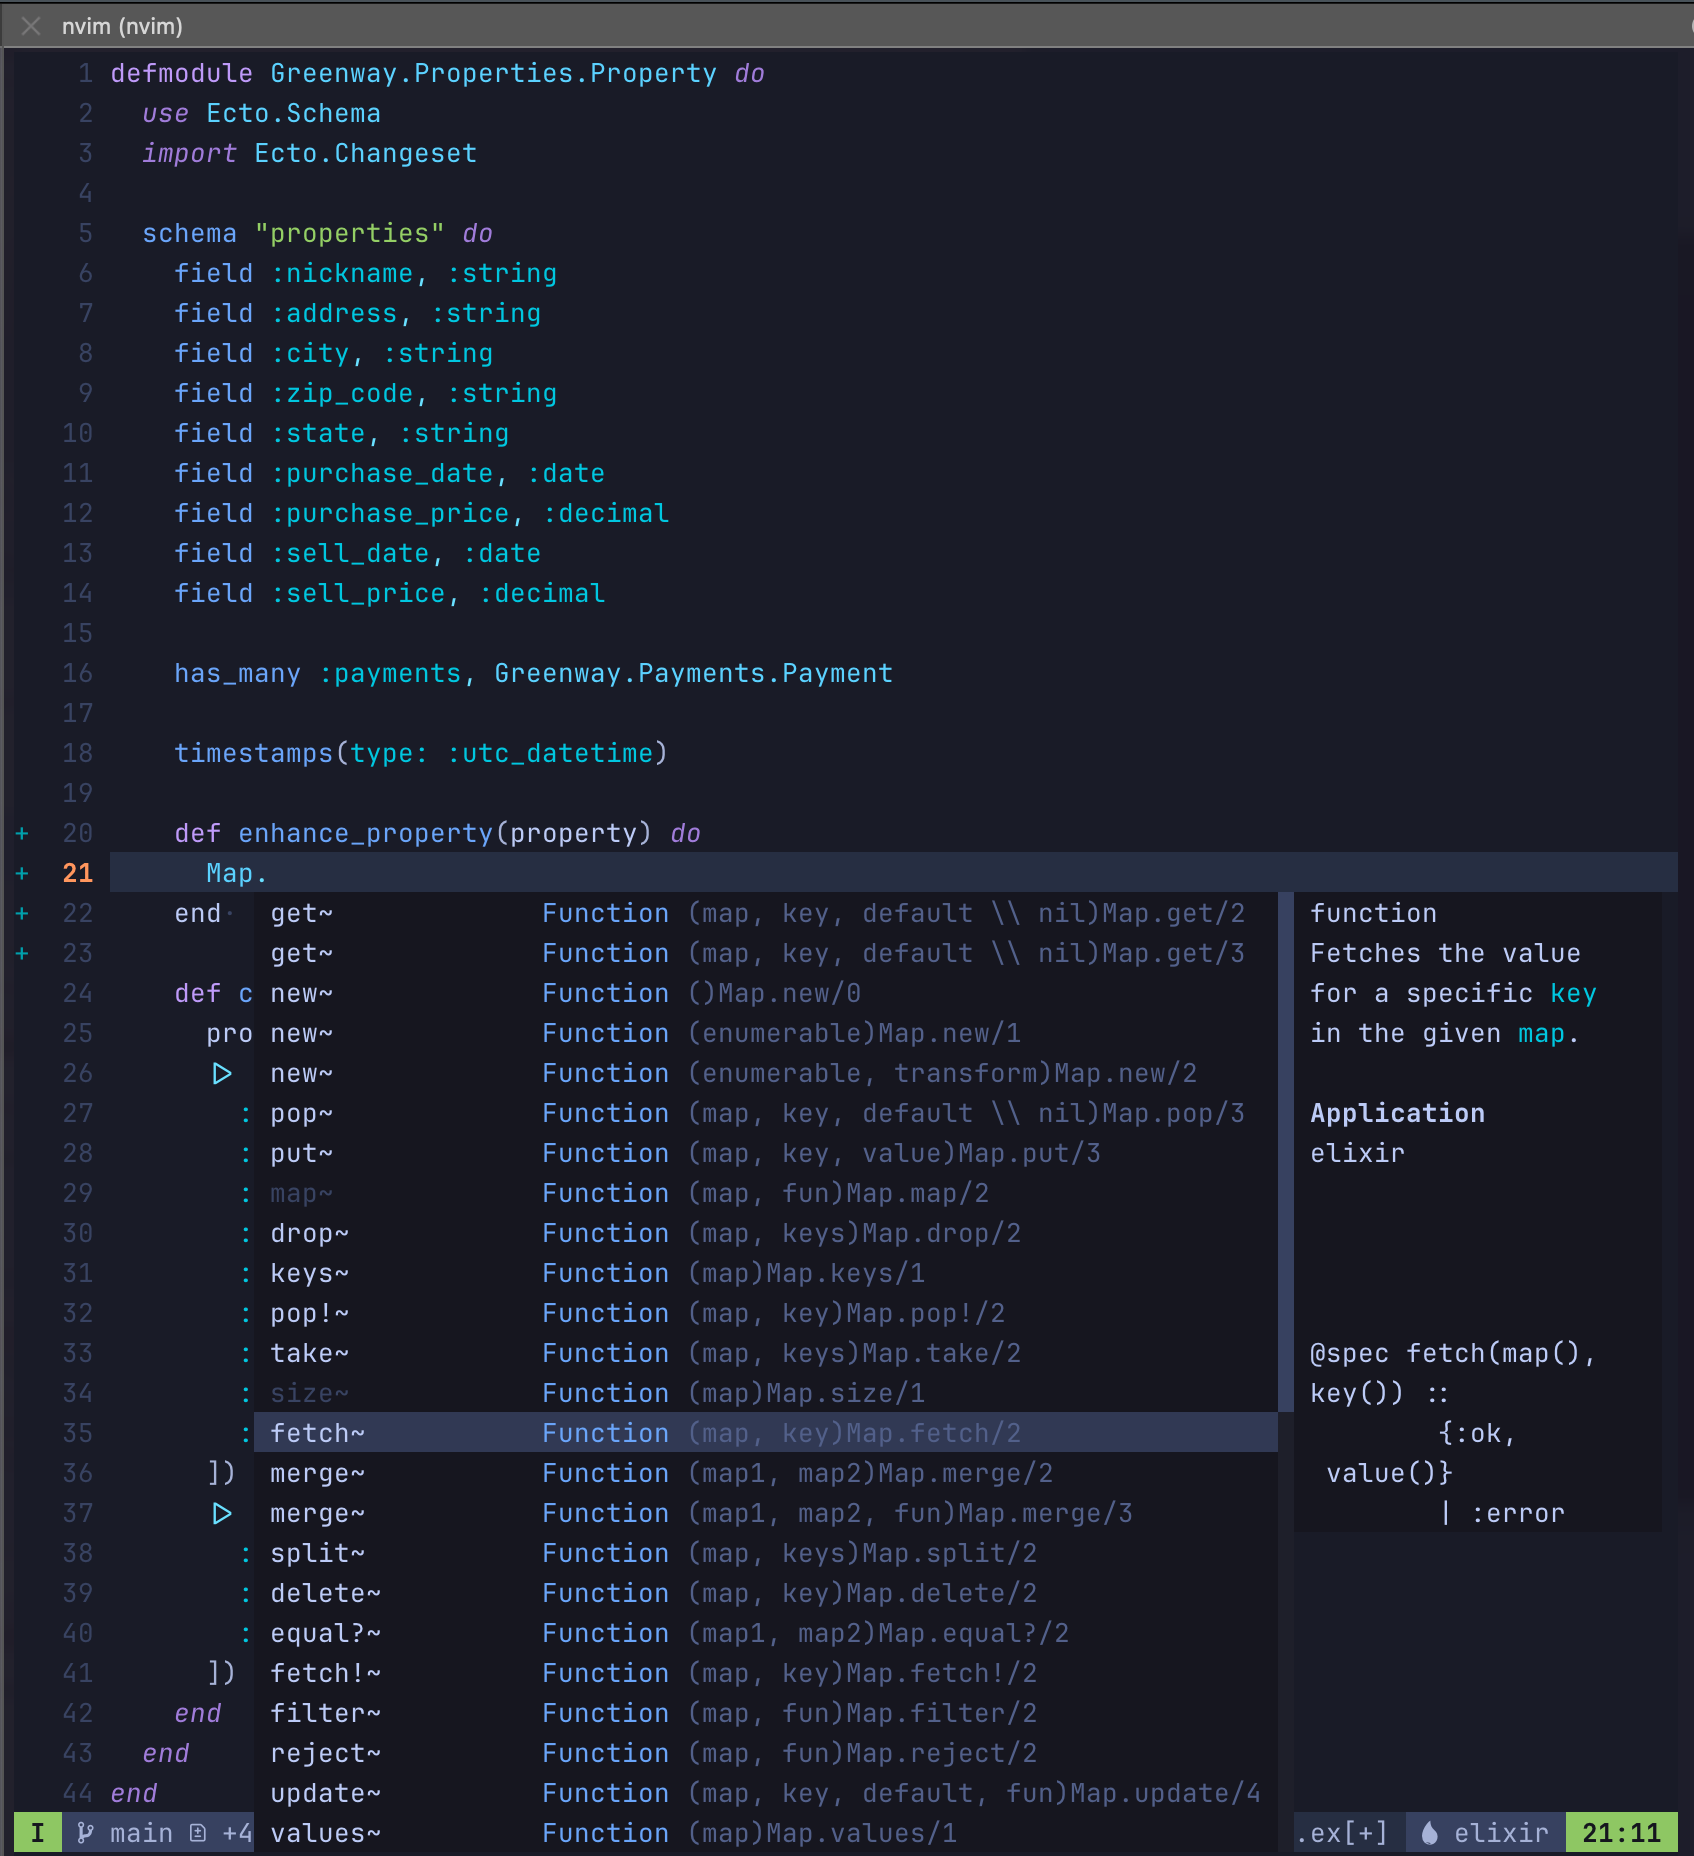 nvim (nvim)
1 defmodule Greenway.Properties.Property do
2 use Ecto.Schema
3 import Ecto.Changeset
4
5 schema "properties" do
6 field :nickname, :string
7 field :address, :string
8 field :city, :string
9 field :zip_code, :string
10 field :state, :string
11 field :purchase_date, :date
12 field :purchase_price, :decimal
13 field :sell_date, :date
14 field :sell_price, :decimal
15
16 has_many :payments, Greenway.Payments.Payment
17
18 timestamps(type: :utc_datetime)
19
+ 20 def enhance_property(property) do
+ 21 Map.
+ 22 end· get~ Function (map, key, default \\ nil)Map.get/2 function
+ 23 get~ Function (map, key, default \\ nil)Map.get/3 Fetches the value
24 def c new~ Function ()Map.new/0 for a specific key
25 pro new~ Function (enumerable)Map.new/1 in the given map.
26 ▷ new~ Function (enumerable, transform)Map.new/2
27 : pop~ Function (map, key, default \\ nil)Map.pop/3 Application
28 : put~ Function (map, key, value)Map.put/3 elixir
29 : map~ Function (map, fun)Map.map/2
30 : drop~ Function (map, keys)Map.drop/2
31 : keys~ Function (map)Map.keys/1
32 : pop!~ Function (map, key)Map.pop!/2
33 : take~ Function (map, keys)Map.take/2 @spec fetch(map(),
34 : size~ Function (map)Map.size/1 key()) ::
35 : fetch~ Function (map, key)Map.fetch/2 {:ok,
36 ]) merge~ Function (map1, map2)Map.merge/2 value()}
37 ▷ merge~ Function (map1, map2, fun)Map.merge/3 | :error
38 : split~ Function (map, keys)Map.split/2
39 : delete~ Function (map, key)Map.delete/2
40 : equal?~ Function (map1, map2)Map.equal?/2
41 ]) fetch!~ Function (map, key)Map.fetch!/2
42 end filter~ Function (map, fun)Map.filter/2
43 end reject~ Function (map, fun)Map.reject/2
44 end update~ Function (map, key, default, fun)Map.update/4
I main +4 values~ Function (map)Map.values/1 .ex[+] elixir 21:11